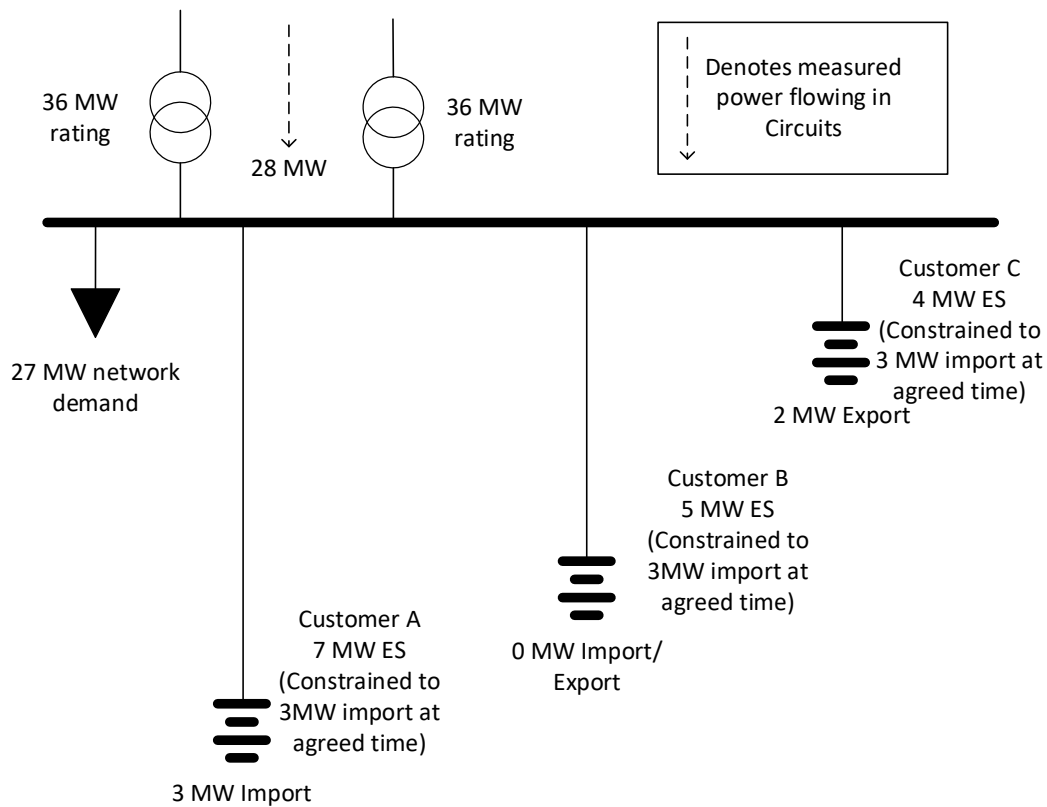 36 MW
rating
28 MW
36 MW
rating
Denotes measured
power flowing in
Circuits
27 MW network
demand
Customer A
7 MW ES
(Constrained to
3MW import at
agreed time)
3 MW Import
Customer B
5 MW ES
(Constrained to
3MW import at
agreed time)
0 MW Import/
Export
Customer C
4 MW ES
(Constrained to
3 MW import at
agreed time)
2 MW Export